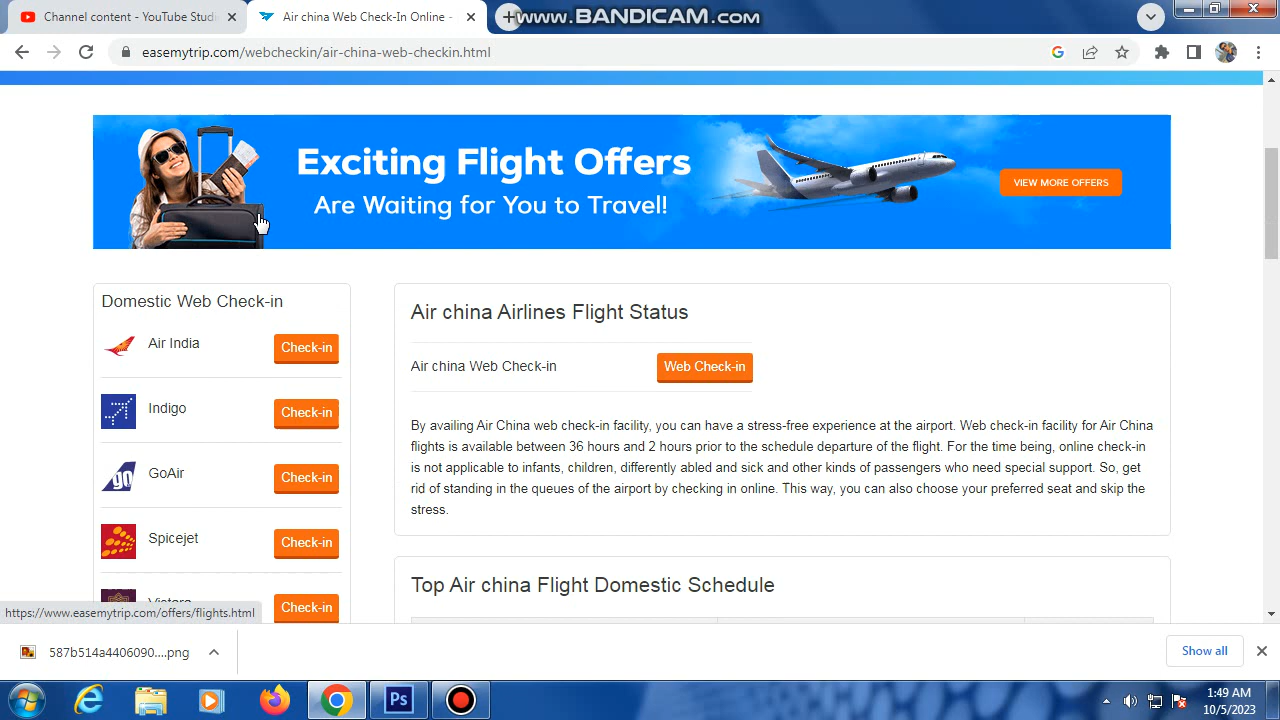 Channel content - YouTube Studi
Air china Web Check-In Online -
www.BANDICAM.com
easemytrip.com/webcheckin/air-china-web-checkin.html
Exciting Flight Offers
Are Waiting for You to Travel!
VIEW MORE OFFERS
Domestic Web Check-in
Air India
Check-in
Indigo
Check-in
GoAir
Check-in
Spicejet
Check-in
Vistara
Check-in
Air china Airlines Flight Status
Air china Web Check-in
Web Check-in
By availing Air China web check-in facility, you can have a stress-free experience at the airport. Web check-in facility for Air China
flights is available between 36 hours and 2 hours prior to the schedule departure of the flight. For the time being, online check-in
is not applicable to infants, children, differently abled and sick and other kinds of passengers who need special support. So, get
rid of standing in the queues of the airport by checking in online. This way, you can also choose your preferred seat and skip the
stress.
Top Air china Flight Domestic Schedule
https://www.easemytrip.com/offers/flights.html
587b514a4406090....png
Show all
Ps
1:49 AM
10/5/2023